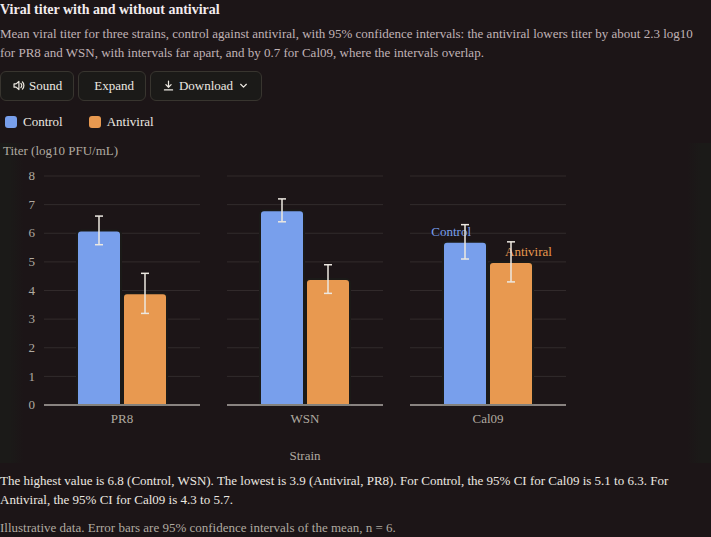 Viral titer with and without antiviral
Mean viral titer for three strains, control against antiviral, with 95% confidence intervals: the antiviral lowers titer by about 2.3 log10
for PR8 and WSN, with intervals far apart, and by 0.7 for Cal09, where the intervals overlap.
Sound Expand Download
Control Antiviral
Titer (log10 PFU/mL)
8
7
6
5
4
3
2
1
0
Control
Antiviral
PR8 WSN Cal09
Strain
The highest value is 6.8 (Control, WSN). The lowest is 3.9 (Antiviral, PR8). For Control, the 95% CI for Cal09 is 5.1 to 6.3. For
Antiviral, the 95% CI for Cal09 is 4.3 to 5.7.
Illustrative data. Error bars are 95% confidence intervals of the mean, n = 6.